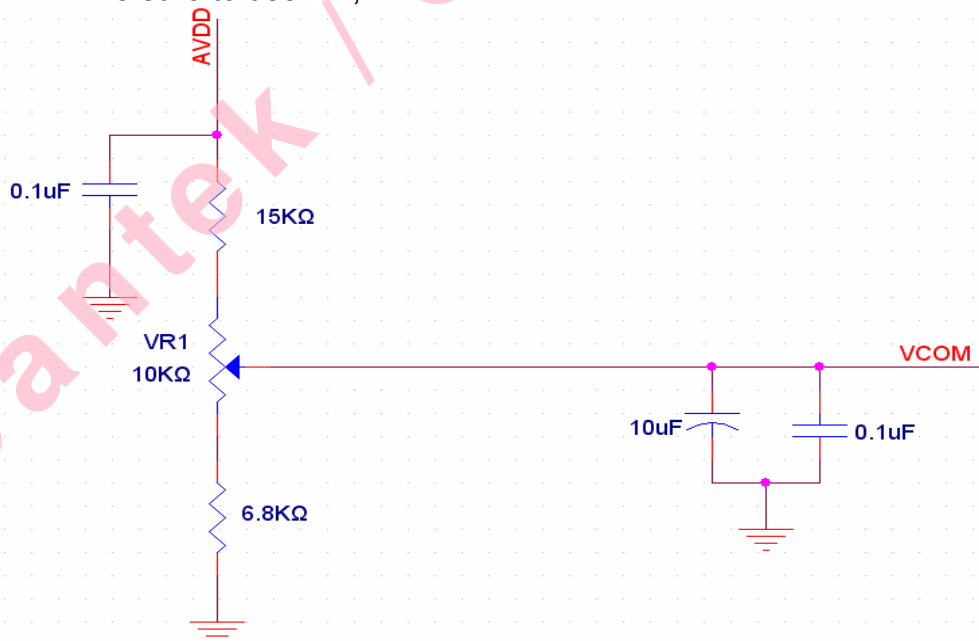 AVDD
0.1uF
15KΩ
VR1
10KΩ
VCOM
10uF
0.1uF
6.8KΩ
antek /